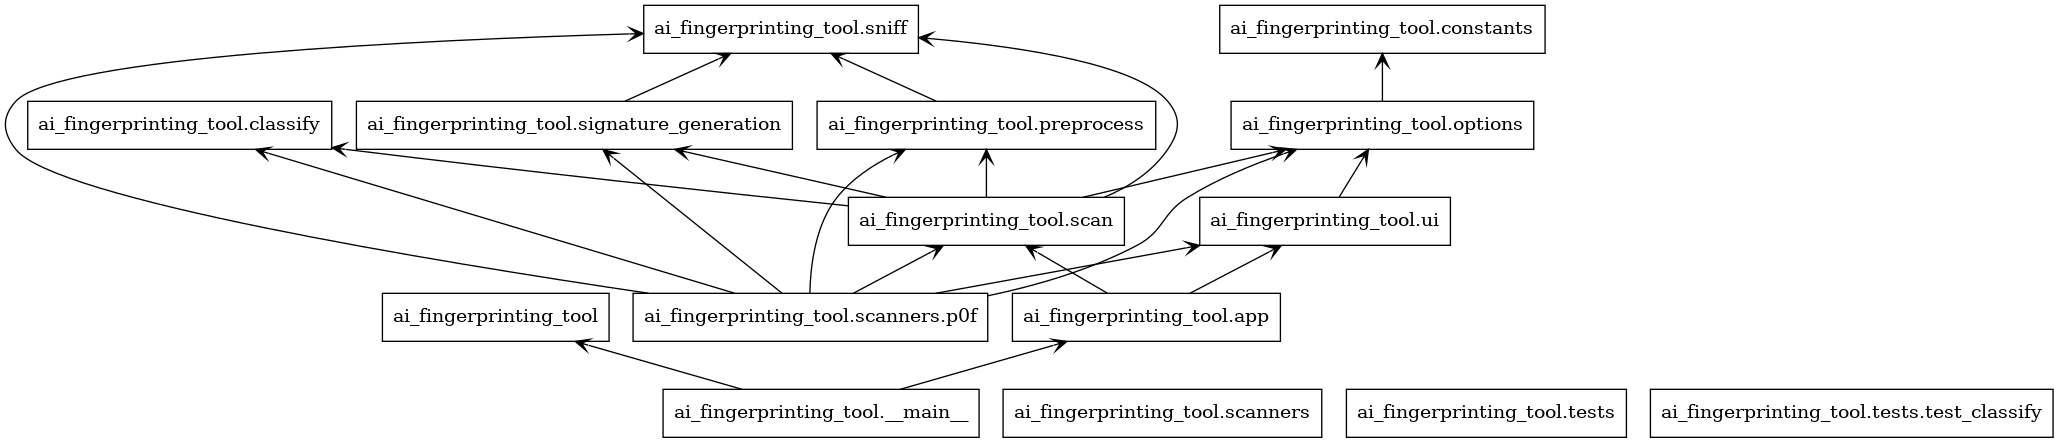 ai_fingerprinting_tool.sniff
ai_fingerprinting_tool.constants
ai_fingerprinting_tool.classify
ai_fingerprinting_tool.signature_generation
ai_fingerprinting_tool.preprocess
ai_fingerprinting_tool.options
ai_fingerprinting_tool.scan
ai_fingerprinting_tool.ui
ai_fingerprinting_tool
ai_fingerprinting_tool.scanners.p0f
ai_fingerprinting_tool.app
ai_fingerprinting_tool.__main__
ai_fingerprinting_tool.scanners
ai_fingerprinting_tool.tests
ai_fingerprinting_tool.tests.test_classify